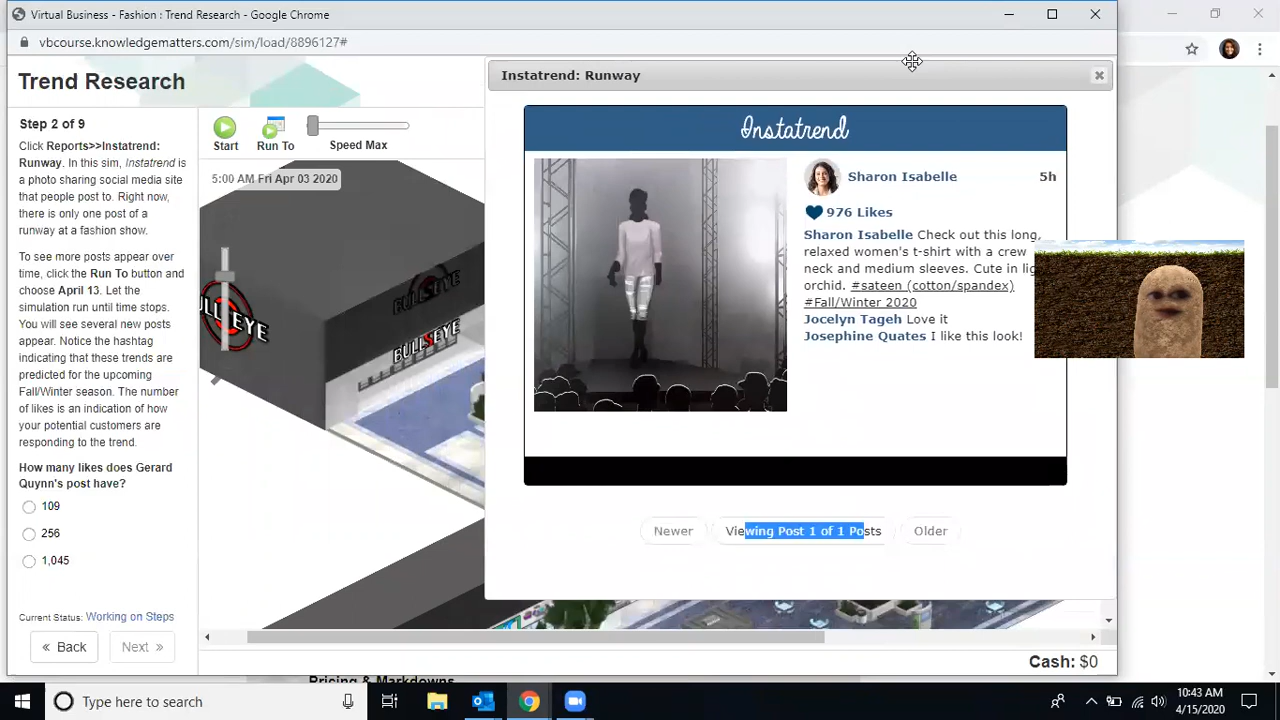 Virtual Business - Fashion : Trend Research - Google Chrome
vbcourse.knowledgematters.com/sim/load/8896127#
Trend Research
Step 2 of 9
Click Reports>>Instatrend:
Runway. In this sim, Instatrend is
a photo sharing social media site
that people post to. Right now,
there is only one post of a
runway at a fashion show.
To see more posts appear over
time, click the Run To button and
choose April 13. Let the
simulation run until time stops.
You will see several new posts
appear. Notice the hashtag
indicating that these trends are
predicted for the upcoming
Fall/Winter season. The number
of likes is an indication of how
your potential customers are
responding to the trend.
How many likes does Gerard
Quynn's post have?
109
256
1,045
Current Status: Working on Steps
« Back
Next »
Start
Run To
Speed Max
5:00 AM Fri Apr 03 2020
BULLSEYE
BULLSEYE
Instatrend: Runway
Instatrend
Sharon Isabelle
5h
976 Likes
Sharon Isabelle Check out this long,
relaxed women's t-shirt with a crew
neck and medium sleeves. Cute in lig
orchid. #sateen (cotton/spandex)
#Fall/Winter 2020
Jocelyn Tageh Love it
Josephine Quates I like this look!
Newer
Viewing Post 1 of 1 Posts
Older
Cash: $0
Pricing & Markdowns
Type here to search
10:43 AM
4/15/2020